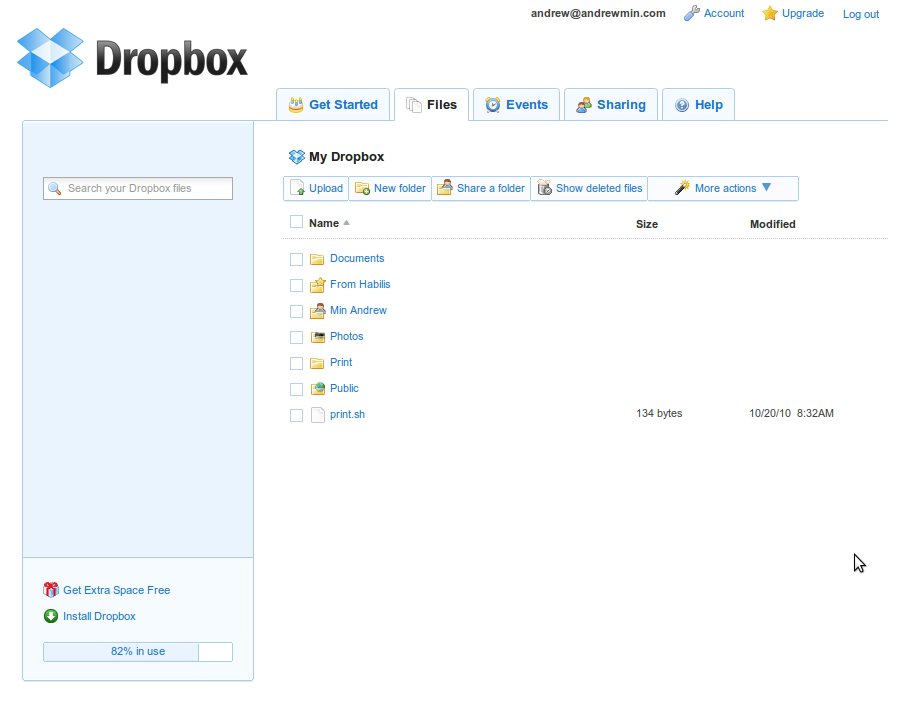 andrew@andrewmin.com Account Upgrade Log out
Dropbox
Get Started Files Events Sharing Help
My Dropbox
Search your Dropbox files
Upload New folder Share a folder Show deleted files More actions
Name Size Modified
Documents
From Habilis
Min Andrew
Photos
Print
Public
print.sh 134 bytes 10/20/10 8:32AM
Get Extra Space Free
Install Dropbox
82% in use